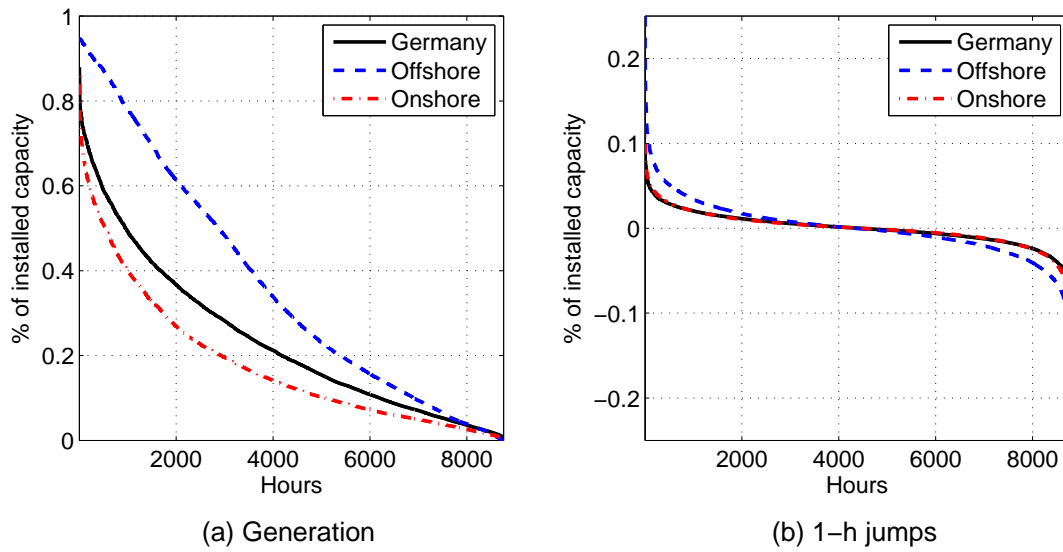 1
0.8
0.6
0.4
0.2
0
% of installed capacity
2000 4000 6000 8000
Hours
Germany
Offshore
Onshore
(a) Generation
0.2
0.1
0
−0.1
−0.2
% of installed capacity
2000 4000 6000 8000
Hours
Germany
Offshore
Onshore
(b) 1−h jumps